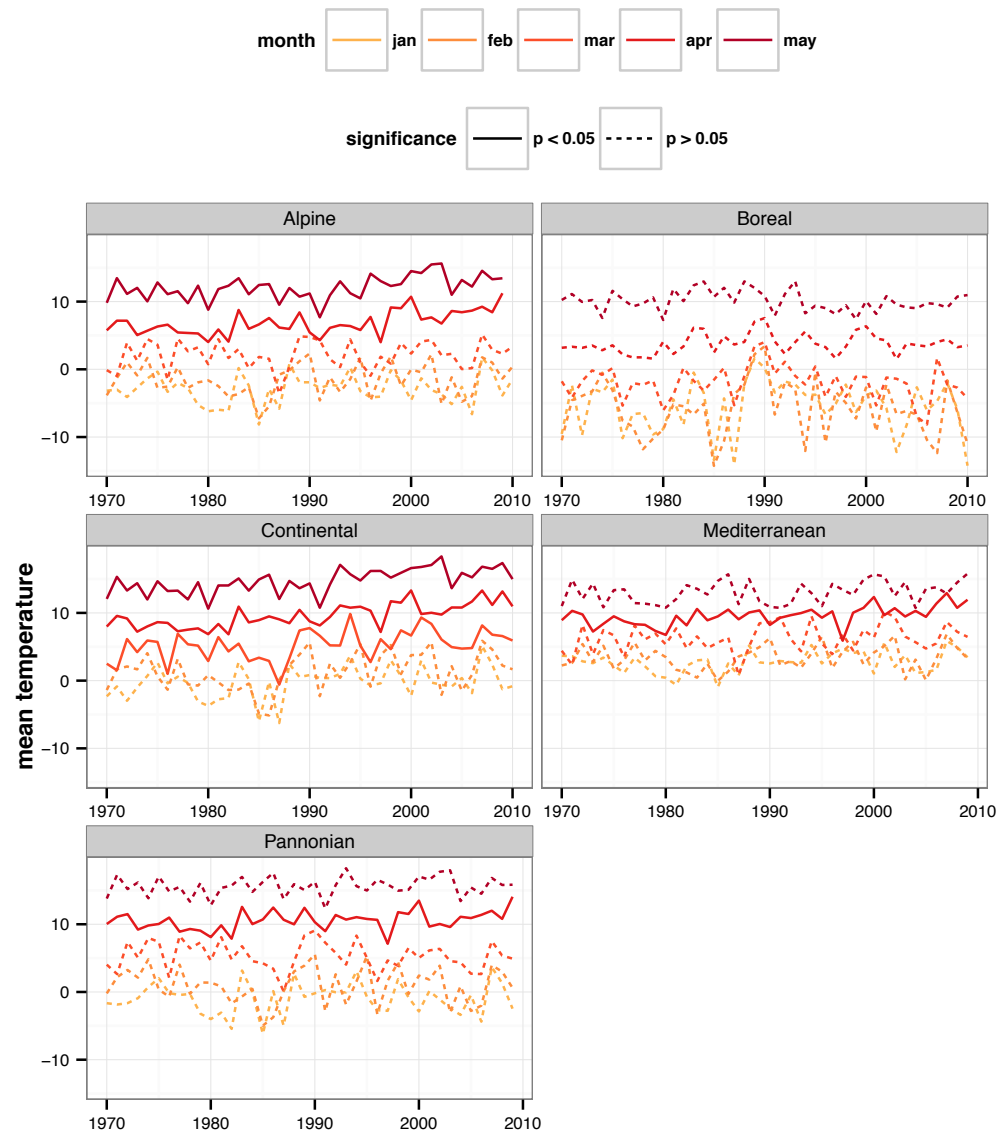 month jan feb mar apr may
significance p < 0.05 p > 0.05
Alpine Boreal
10
0
−10
1970 1980 1990 2000 2010 1970 1980 1990 2000 2010
Continental Mediterranean
mean temperature
10
0
−10
1970 1980 1990 2000 2010 1970 1980 1990 2000 2010
Pannonian
10
0
−10
1970 1980 1990 2000 2010